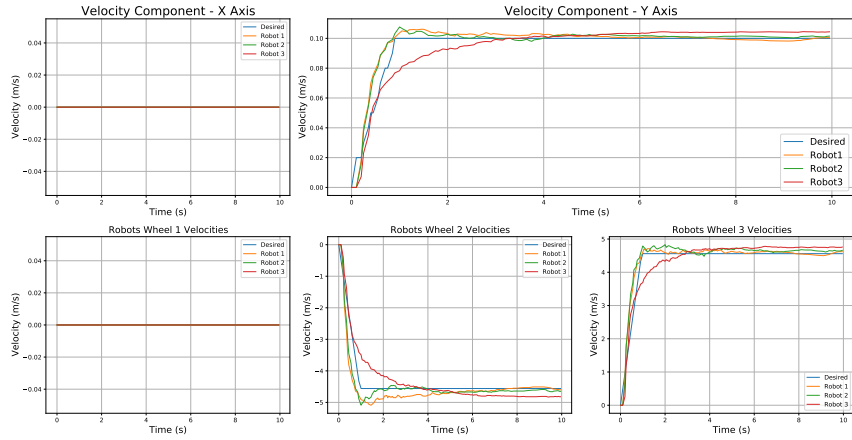 Velocity Component - X Axis
Velocity (m/s)
0.04
0.02
0.00
−0.02
−0.04
Desired
Robot 1
Robot 2
Robot 3
0 2 4 6 8 10
Time (s)
Velocity Component - Y Axis
Velocity (m/s)
0.10
0.08
0.06
0.04
0.02
0.00
Desired
Robot1
Robot2
Robot3
0 2 4 6 8 10
Time (s)
Robots Wheel 1 Velocities
Velocity (m/s)
0.04
0.02
0.00
−0.02
−0.04
Desired
Robot 1
Robot 2
Robot 3
0 2 4 6 8 10
Time (s)
Robots Wheel 2 Velocities
Velocity (m/s)
0
−1
−2
−3
−4
−5
Desired
Robot 1
Robot 2
Robot 3
0 2 4 6 8 10
Time (s)
Robots Wheel 3 Velocities
Velocity (m/s)
5
4
3
2
1
0
Desired
Robot 1
Robot 2
Robot 3
0 2 4 6 8 10
Time (s)